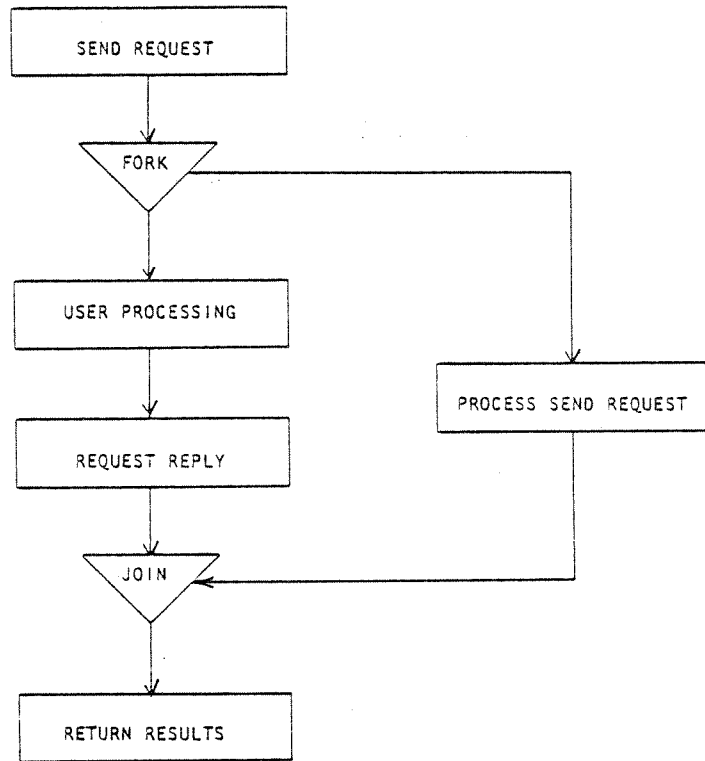 SEND REQUEST
FORK
USER PROCESSING
PROCESS SEND REQUEST
REQUEST REPLY
JOIN
RETURN RESULTS